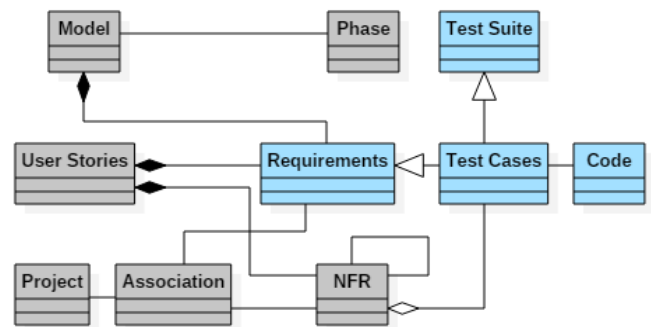 Model
Phase
Test Suite
User Stories
Requirements
Test Cases
Code
Project
Association
NFR